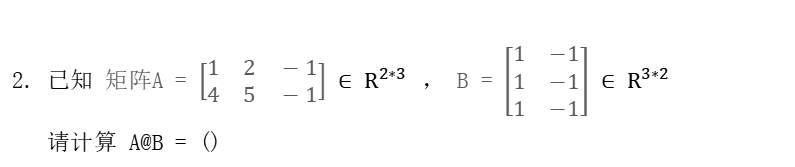 2. 已知 矩阵A = [1 2 -1; 4 5 -1] ∈ R^{2*3} , B = [1 -1; 1 -1; 1 -1] ∈ R^{3*2}
请计算 A@B = ()